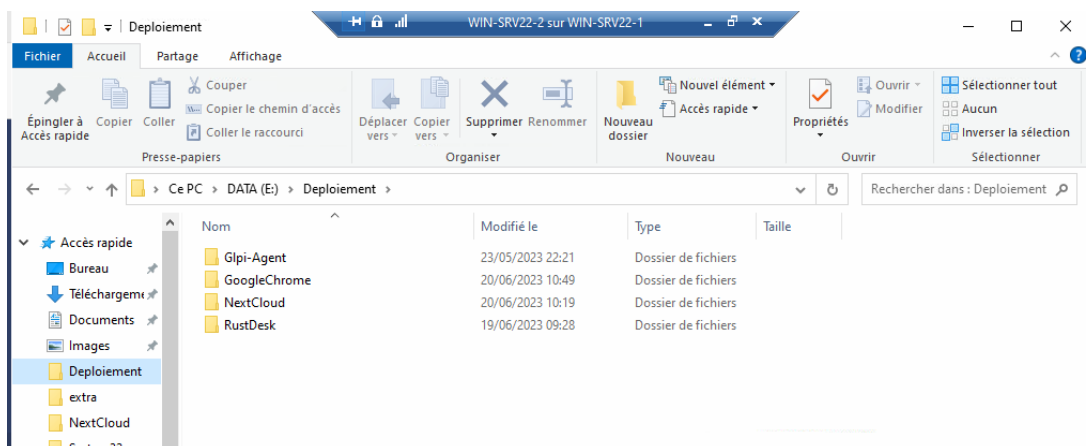 Deploiement
WIN-SRV22-2 sur WIN-SRV22-1
Fichier Accueil Partage Affichage
Épingler à Accès rapide
Copier
Coller
Couper
Copier le chemin d'accès
Coller le raccourci
Presse-papiers
Déplacer vers
Copier vers
Supprimer
Renommer
Organiser
Nouveau dossier
Nouvel élément
Accès rapide
Nouveau
Propriétés
Ouvrir
Modifier
Ouvrir
Sélectionner tout
Aucun
Inverser la sélection
Sélectionner
Ce PC > DATA (E:) > Deploiement >
Rechercher dans : Deploiement
Accès rapide
Bureau
Téléchargeme
Documents
Images
Deploiement
extra
NextCloud
Nom Modifié le Type Taille
Glpi-Agent 23/05/2023 22:21 Dossier de fichiers
GoogleChrome 20/06/2023 10:49 Dossier de fichiers
NextCloud 20/06/2023 10:19 Dossier de fichiers
RustDesk 19/06/2023 09:28 Dossier de fichiers